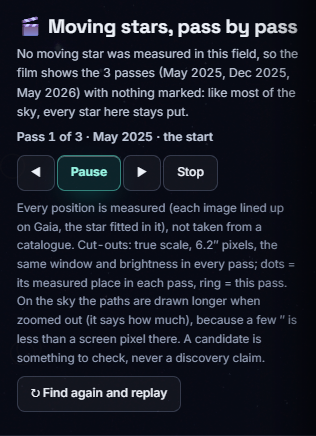 🎬 Moving stars, pass by pass
No moving star was measured in this field, so the
film shows the 3 passes (May 2025, Dec 2025,
May 2026) with nothing marked: like most of the
sky, every star here stays put.
Pass 1 of 3 · May 2025 · the start
◀ Pause ▶ Stop
Every position is measured (each image lined up
on Gaia, the star fitted in it), not taken from a
catalogue. Cut-outs: true scale, 6.2″ pixels, the
same window and brightness in every pass; dots =
its measured place in each pass, ring = this pass.
On the sky the paths are drawn longer when
zoomed out (it says how much), because a few ″ is
less than a screen pixel there. A candidate is
something to check, never a discovery claim.
↻ Find again and replay